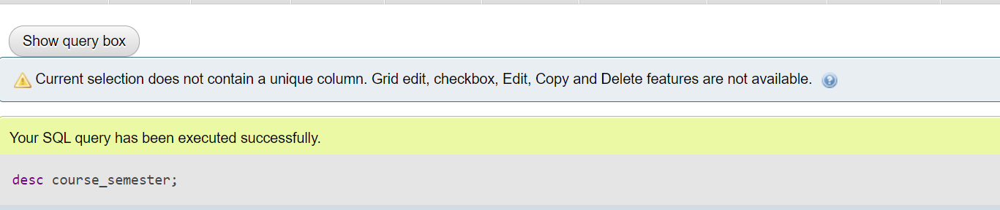 Show query box
Current selection does not contain a unique column. Grid edit, checkbox, Edit, Copy and Delete features are not available.
Your SQL query has been executed successfully.
desc course_semester;